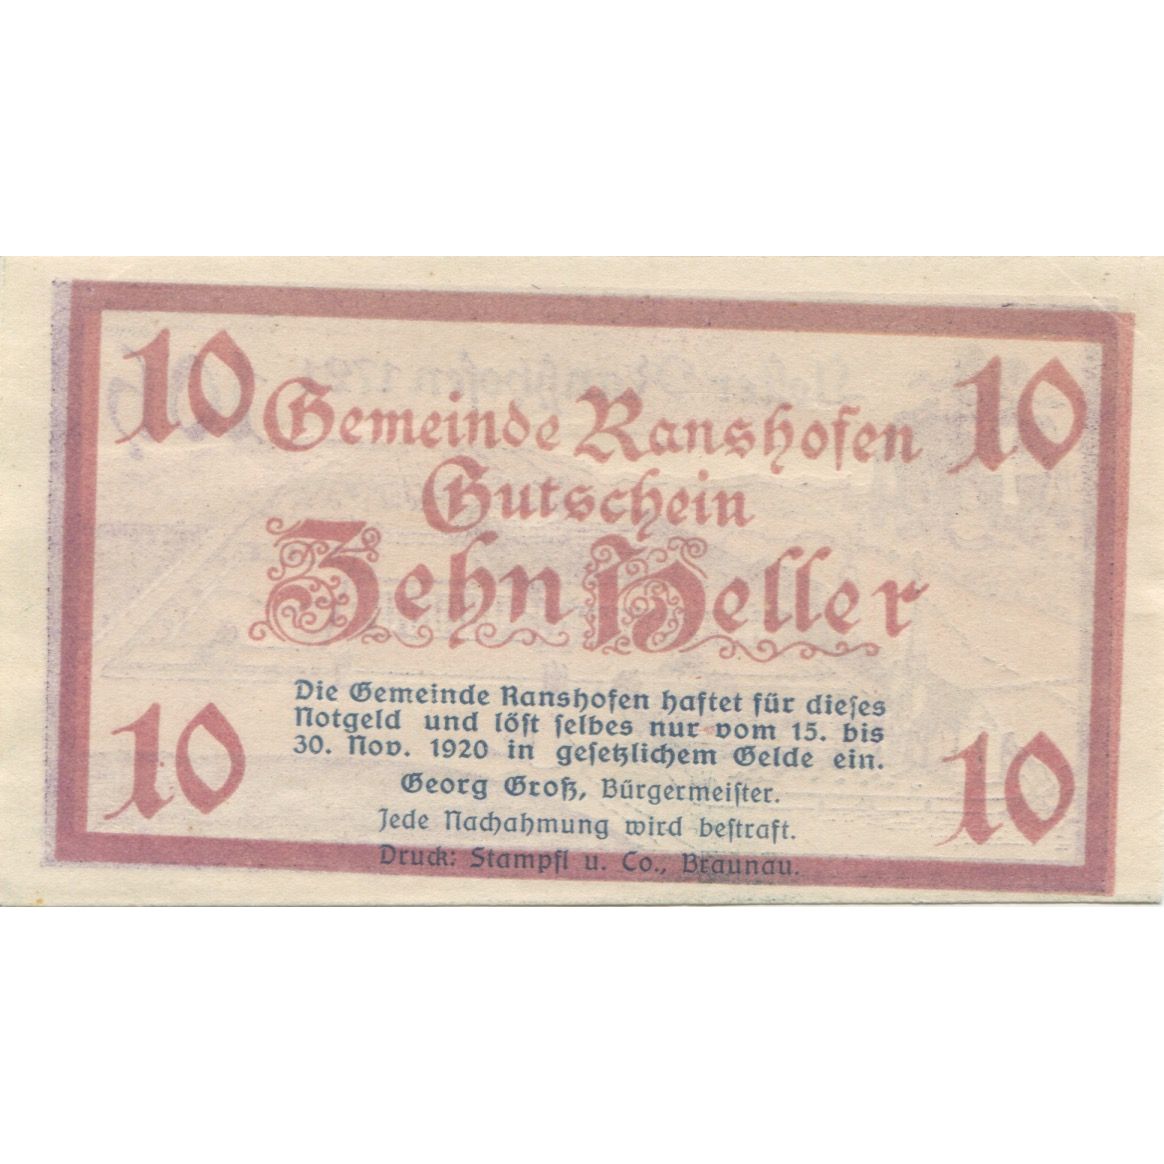 10 10
Gemeinde Ranshofen
Gutschein
Zehn Heller
Die Gemeinde Ranshofen haftet für dieses
Notgeld und löst selbes nur vom 15. bis
30. Nov. 1920 in gesetzlichem Gelde ein.
Georg Groß, Bürgermeister.
Jede Nachahmung wird bestraft.
Druck: Stampfl u. Co., Braunau.
10 10